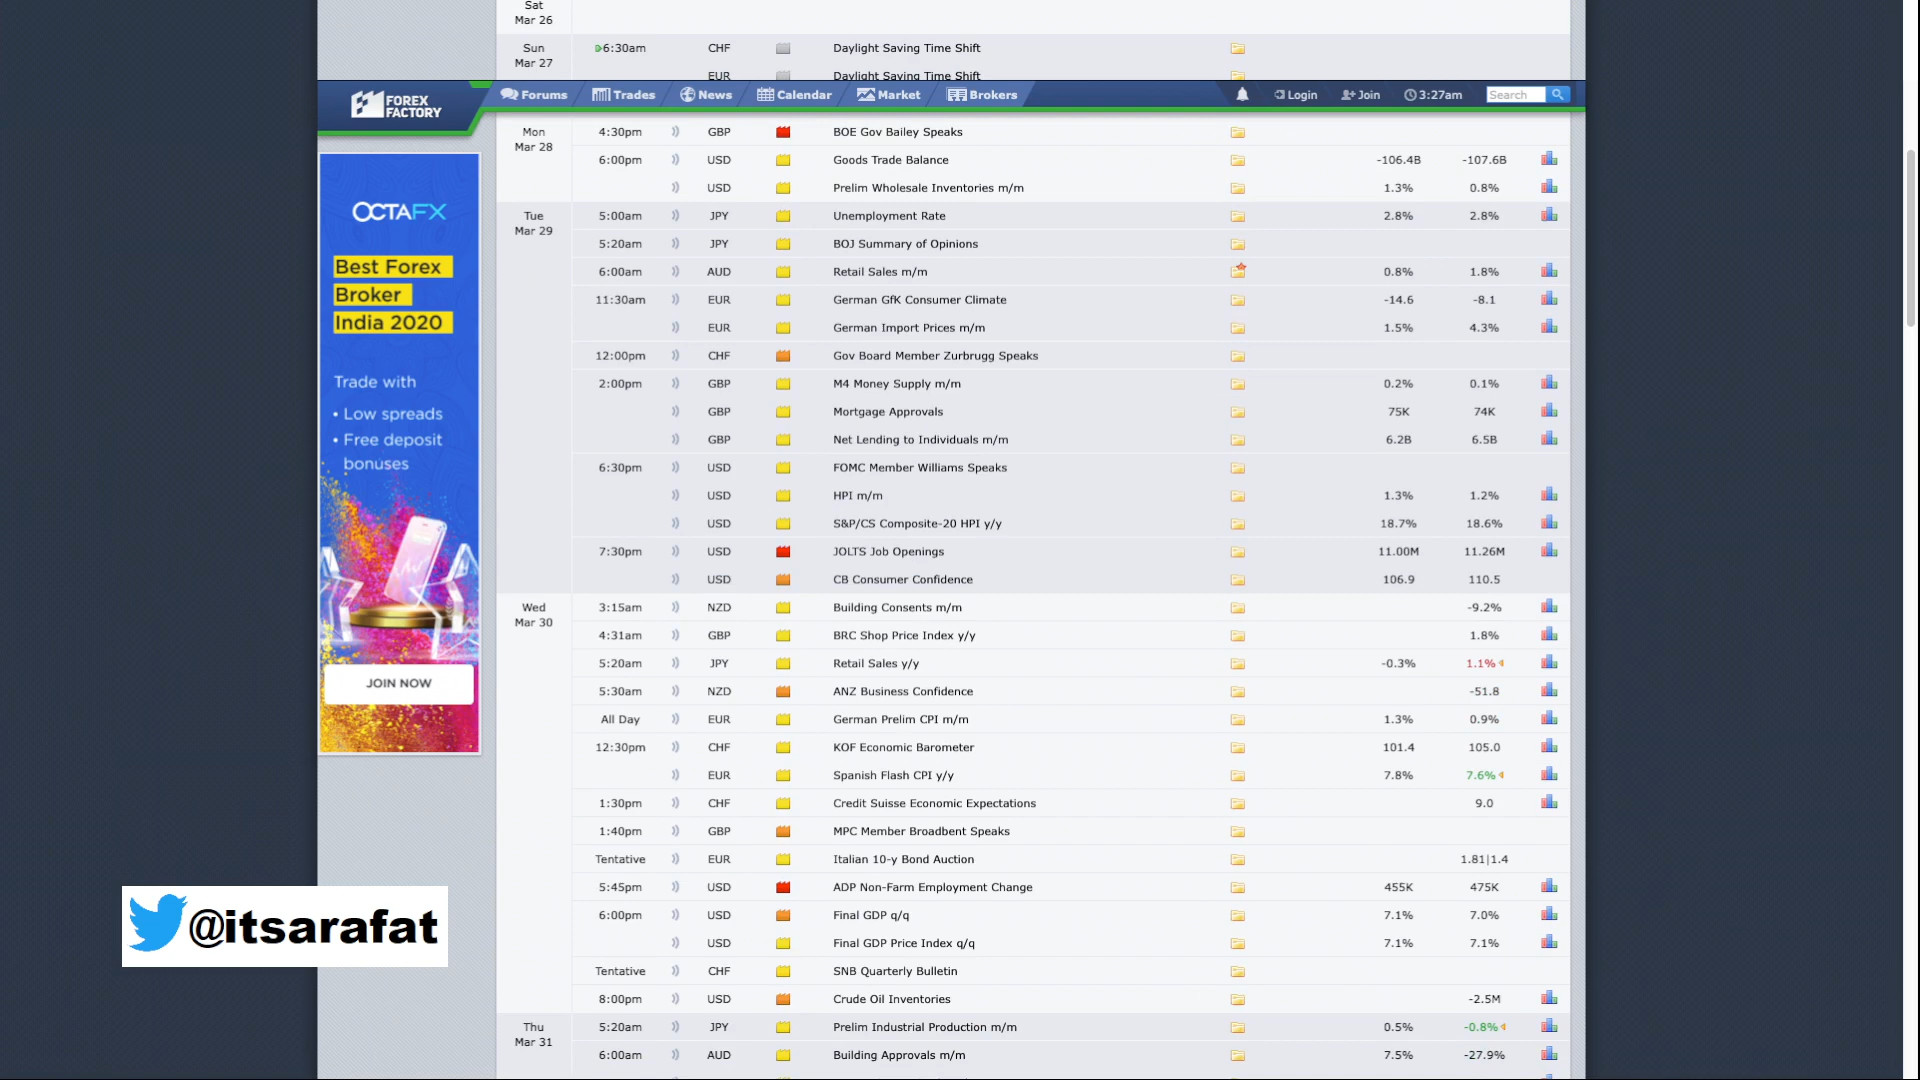 Sat
Mar 26
Sun
Mar 27
6:30am CHF Daylight Saving Time Shift
EUR Daylight Saving Time Shift
FOREX
FACTORY
Forums Trades News Calendar Market Brokers Login Join 3:27am Search
Mon
Mar 28
4:30pm GBP BOE Gov Bailey Speaks
6:00pm USD Goods Trade Balance -106.4B -107.6B
USD Prelim Wholesale Inventories m/m 1.3% 0.8%
Tue
Mar 29
5:00am JPY Unemployment Rate 2.8% 2.8%
5:20am JPY BOJ Summary of Opinions
6:00am AUD Retail Sales m/m 0.8% 1.8%
11:30am EUR German GfK Consumer Climate -14.6 -8.1
EUR German Import Prices m/m 1.5% 4.3%
12:00pm CHF Gov Board Member Zurbrugg Speaks
2:00pm GBP M4 Money Supply m/m 0.2% 0.1%
GBP Mortgage Approvals 75K 74K
GBP Net Lending to Individuals m/m 6.2B 6.5B
6:30pm USD FOMC Member Williams Speaks
USD HPI m/m 1.3% 1.2%
USD S&P/CS Composite-20 HPI y/y 18.7% 18.6%
7:30pm USD JOLTS Job Openings 11.00M 11.26M
USD CB Consumer Confidence 106.9 110.5
Wed
Mar 30
3:15am NZD Building Consents m/m -9.2%
4:31am GBP BRC Shop Price Index y/y 1.8%
5:20am JPY Retail Sales y/y -0.3% 1.1%
5:30am NZD ANZ Business Confidence -51.8
All Day EUR German Prelim CPI m/m 1.3% 0.9%
12:30pm CHF KOF Economic Barometer 101.4 105.0
EUR Spanish Flash CPI y/y 7.8% 7.6%
1:30pm CHF Credit Suisse Economic Expectations 9.0
1:40pm GBP MPC Member Broadbent Speaks
Tentative EUR Italian 10-y Bond Auction 1.81|1.4
5:45pm USD ADP Non-Farm Employment Change 455K 475K
6:00pm USD Final GDP q/q 7.1% 7.0%
USD Final GDP Price Index q/q 7.1% 7.1%
Tentative CHF SNB Quarterly Bulletin
8:00pm USD Crude Oil Inventories -2.5M
Thu
Mar 31
5:20am JPY Prelim Industrial Production m/m 0.5% -0.8%
6:00am AUD Building Approvals m/m 7.5% -27.9%
OCTAFX
Best Forex
Broker
India 2020
Trade with
• Low spreads
• Free deposit
bonuses
JOIN NOW
@itsarafat